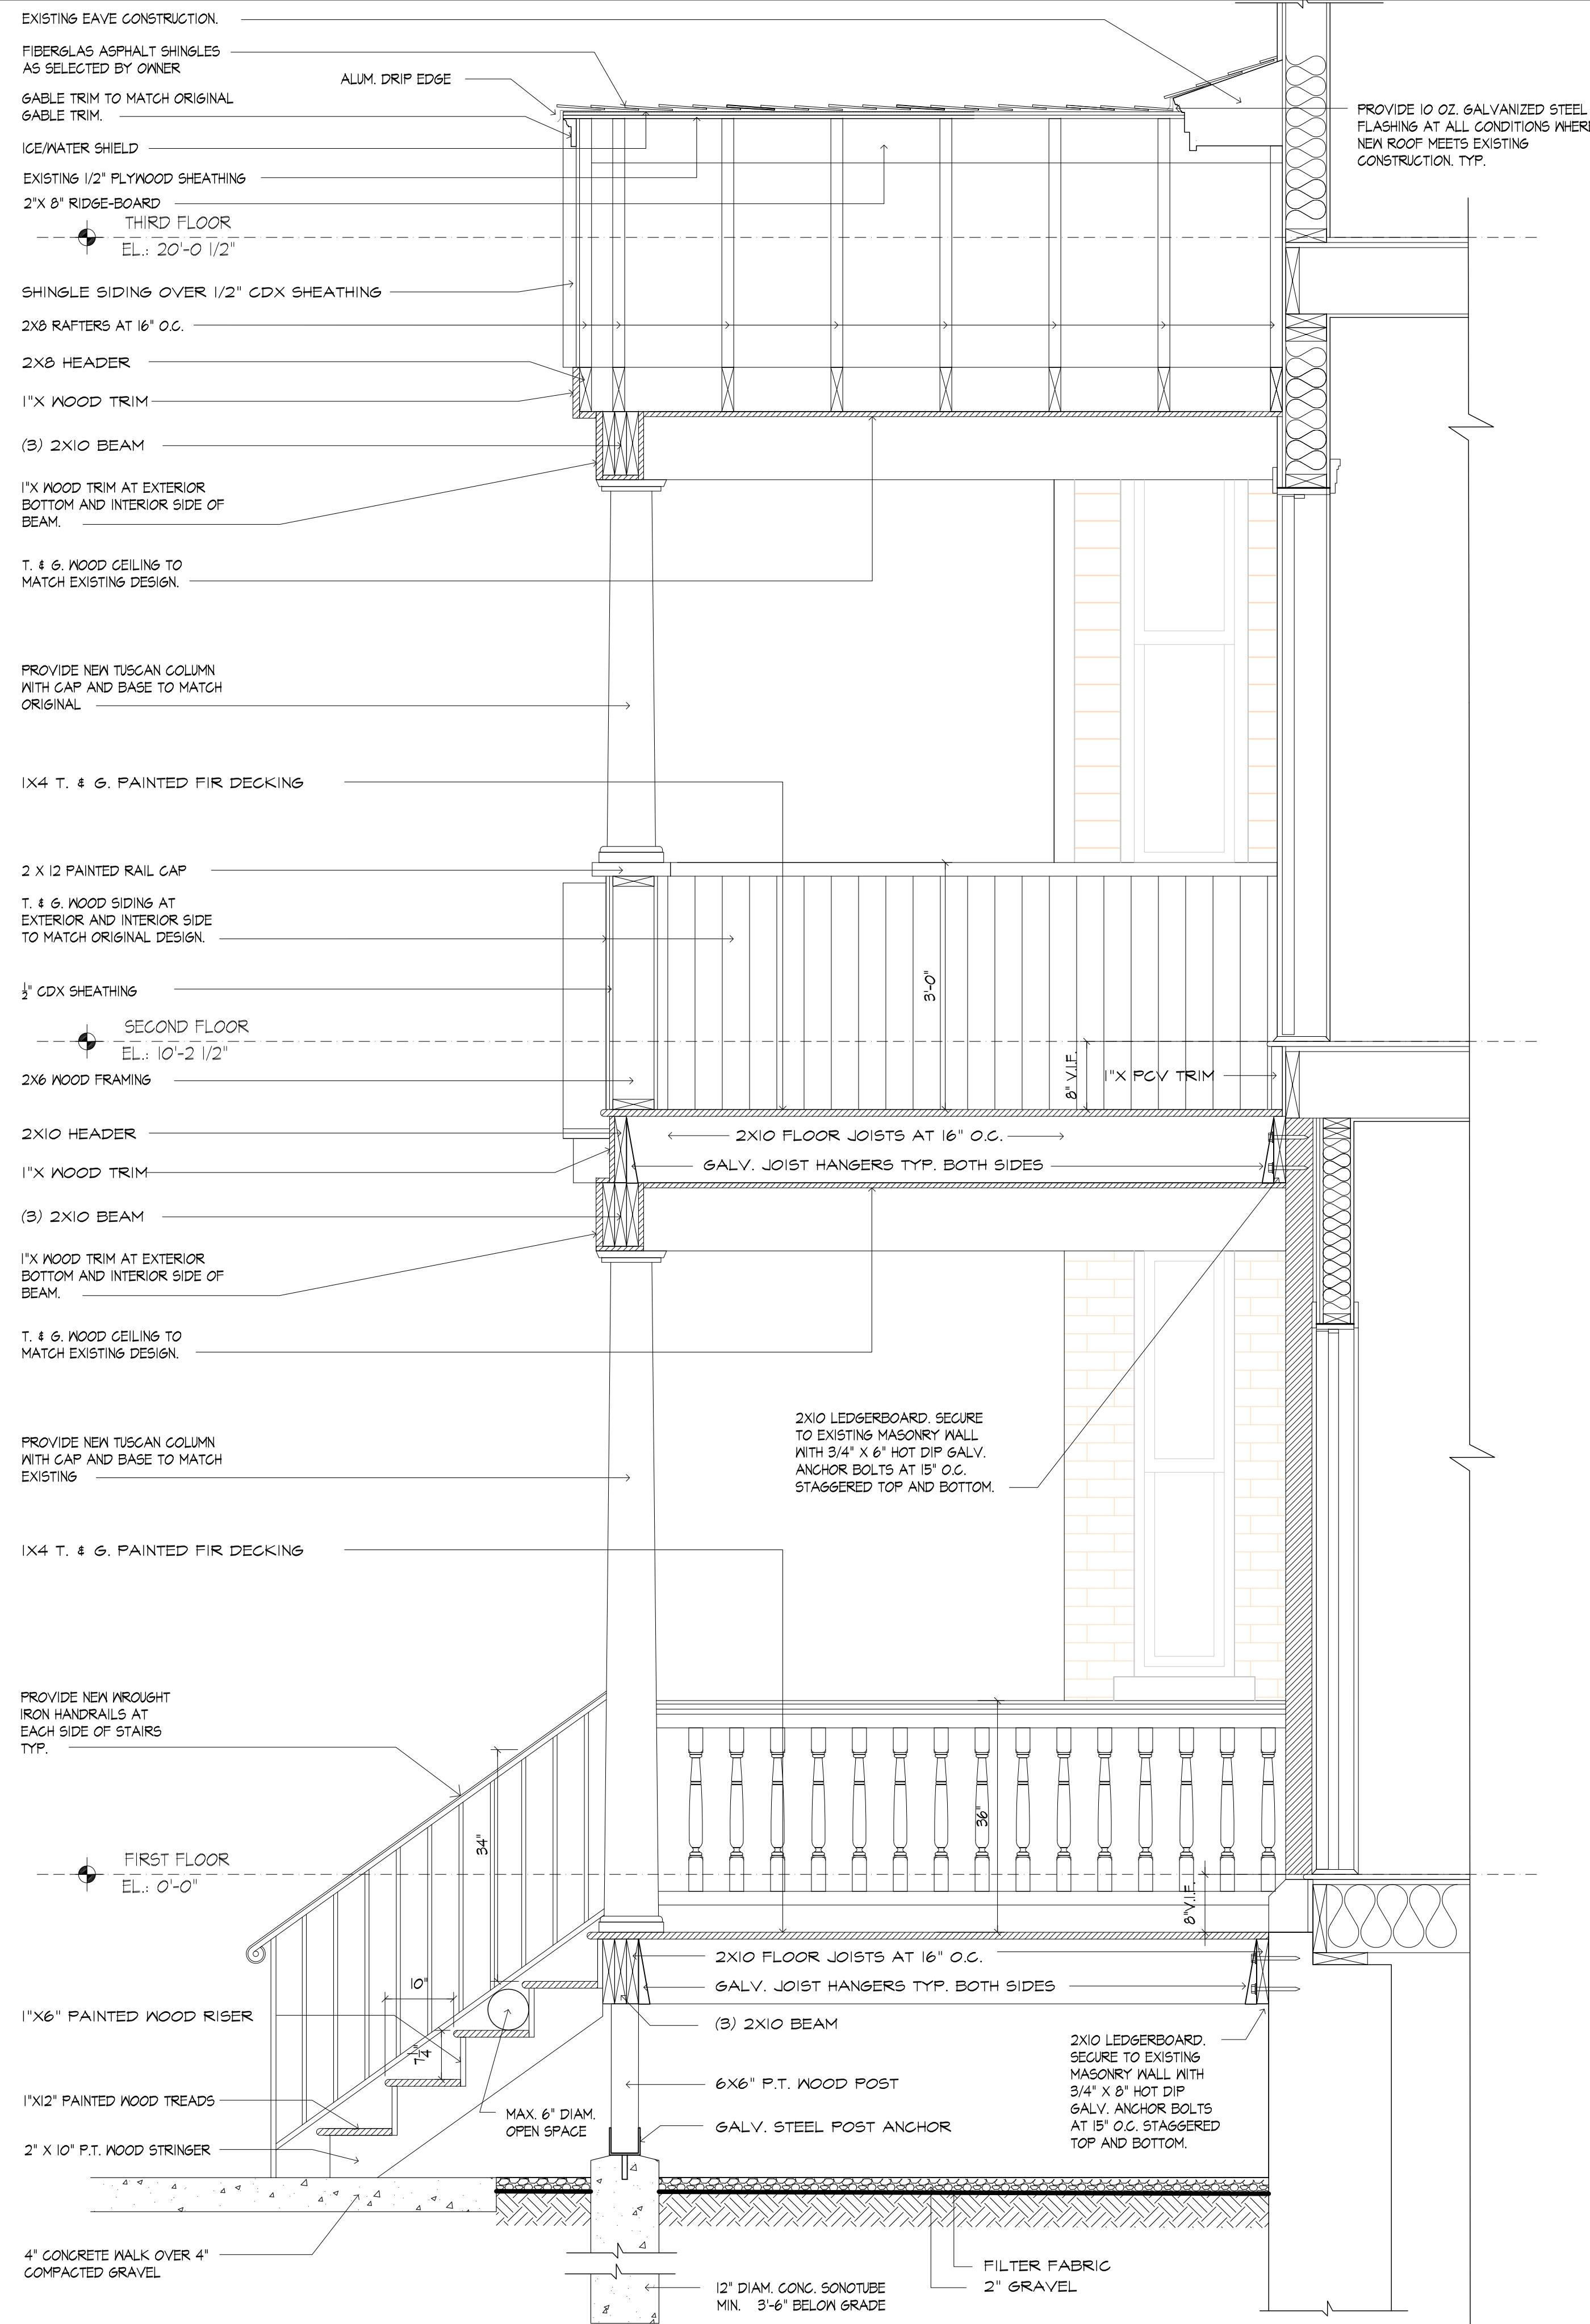 EXISTING EAVE CONSTRUCTION.
FIBERGLAS ASPHALT SHINGLES
AS SELECTED BY OWNER
ALUM. DRIP EDGE
GABLE TRIM TO MATCH ORIGINAL
GABLE TRIM.
PROVIDE 10 OZ. GALVANIZED STEEL
FLASHING AT ALL CONDITIONS WHERE
NEW ROOF MEETS EXISTING
CONSTRUCTION. TYP.
ICE/WATER SHIELD
EXISTING 1/2" PLYWOOD SHEATHING
2"X 8" RIDGE-BOARD
THIRD FLOOR
EL.: 20'-0 1/2"
SHINGLE SIDING OVER 1/2" CDX SHEATHING
2X8 RAFTERS AT 16" O.C.
2X8 HEADER
1"X WOOD TRIM
(3) 2X10 BEAM
1"X WOOD TRIM AT EXTERIOR
BOTTOM AND INTERIOR SIDE OF
BEAM.
T. & G. WOOD CEILING TO
MATCH EXISTING DESIGN.
PROVIDE NEW TUSCAN COLUMN
WITH CAP AND BASE TO MATCH
ORIGINAL
1X4 T. & G. PAINTED FIR DECKING
2 X 12 PAINTED RAIL CAP
T. & G. WOOD SIDING AT
EXTERIOR AND INTERIOR SIDE
TO MATCH ORIGINAL DESIGN.
3'-0"
1/2" CDX SHEATHING
SECOND FLOOR
EL.: 10'-2 1/2"
8" V.I.F.
1"X PCV TRIM
2X6 WOOD FRAMING
2X10 HEADER
2X10 FLOOR JOISTS AT 16" O.C.
GALV. JOIST HANGERS TYP. BOTH SIDES
1"X WOOD TRIM
(3) 2X10 BEAM
1"X WOOD TRIM AT EXTERIOR
BOTTOM AND INTERIOR SIDE OF
BEAM.
T. & G. WOOD CEILING TO
MATCH EXISTING DESIGN.
2X10 LEDGERBOARD. SECURE
TO EXISTING MASONRY WALL
WITH 3/4" X 6" HOT DIP GALV.
ANCHOR BOLTS AT 15" O.C.
STAGGERED TOP AND BOTTOM.
PROVIDE NEW TUSCAN COLUMN
WITH CAP AND BASE TO MATCH
EXISTING
1X4 T. & G. PAINTED FIR DECKING
PROVIDE NEW WROUGHT
IRON HANDRAILS AT
EACH SIDE OF STAIRS
TYP.
34"
36"
FIRST FLOOR
EL.: 0'-0"
8"V.I.F.
2X10 FLOOR JOISTS AT 16" O.C.
GALV. JOIST HANGERS TYP. BOTH SIDES
10"
1"X6" PAINTED WOOD RISER
7 1/4"
(3) 2X10 BEAM
2X10 LEDGERBOARD.
SECURE TO EXISTING
MASONRY WALL WITH
3/4" X 8" HOT DIP
GALV. ANCHOR BOLTS
AT 15" O.C. STAGGERED
TOP AND BOTTOM.
6X6" P.T. WOOD POST
1"X12" PAINTED WOOD TREADS
MAX. 6" DIAM.
OPEN SPACE
GALV. STEEL POST ANCHOR
2" X 10" P.T. WOOD STRINGER
4" CONCRETE WALK OVER 4"
COMPACTED GRAVEL
FILTER FABRIC
2" GRAVEL
12" DIAM. CONC. SONOTUBE
MIN. 3'-6" BELOW GRADE